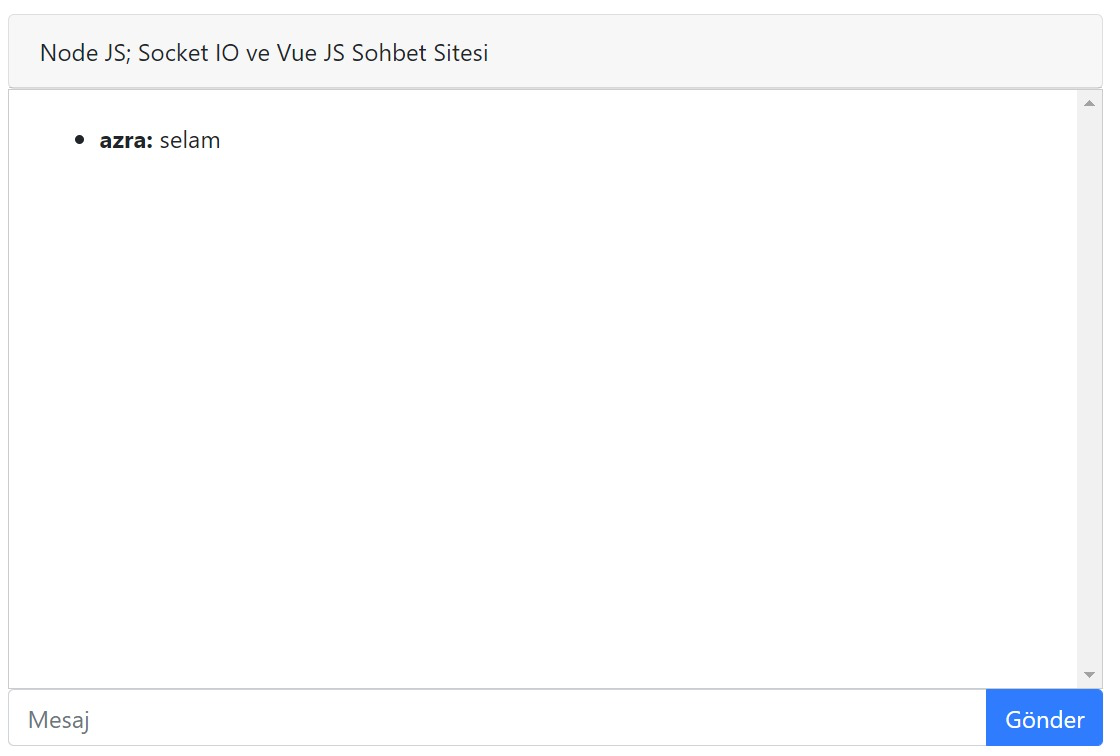 Node JS; Socket IO ve Vue JS Sohbet Sitesi
azra: selam
Mesaj
Gönder